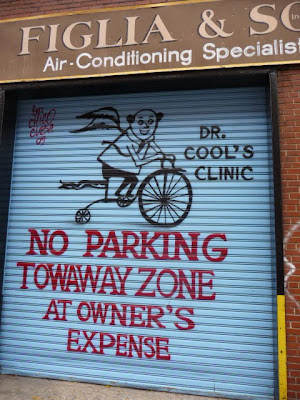 FIGLIA & SO
Air-Conditioning Specialist
DR.
COOL'S
CLINIC
NO PARKING
TOWAWAY ZONE
AT OWNER'S
EXPENSE